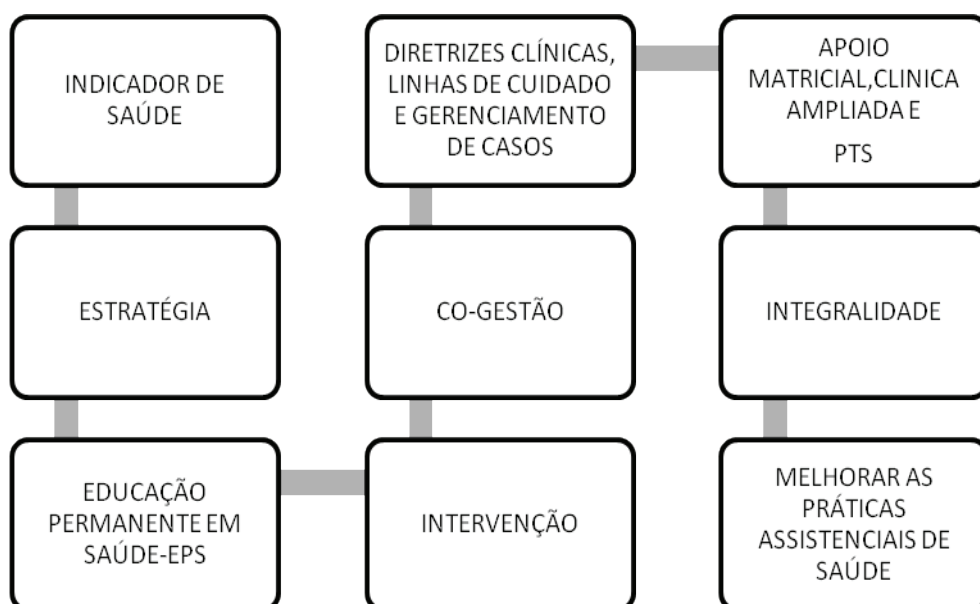 INDICADOR DE
SAÚDE
ESTRATÉGIA
EDUCAÇÃO
PERMANENTE EM
SAÚDE-EPS
INTERVENÇÃO
CO-GESTÃO
DIRETRIZES CLÍNICAS,
LINHAS DE CUIDADO
E GERENCIAMENTO
DE CASOS
APOIO
MATRICIAL,CLINICA
AMPLIADA E
PTS
INTEGRALIDADE
MELHORAR AS
PRÁTICAS
ASSISTENCIAIS DE
SAÚDE